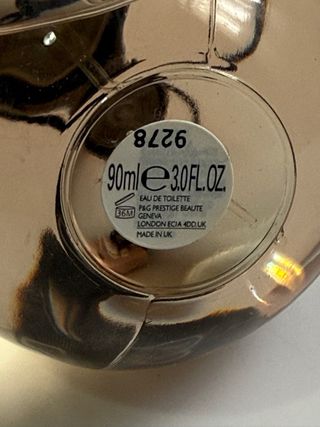 9278
90ml e 3.0FL.OZ.
EAU DE TOILETTE
36M P&G PRESTIGE BEAUTE
GENEVA
LONDON EC1A 4DD.UK
MADE IN UK